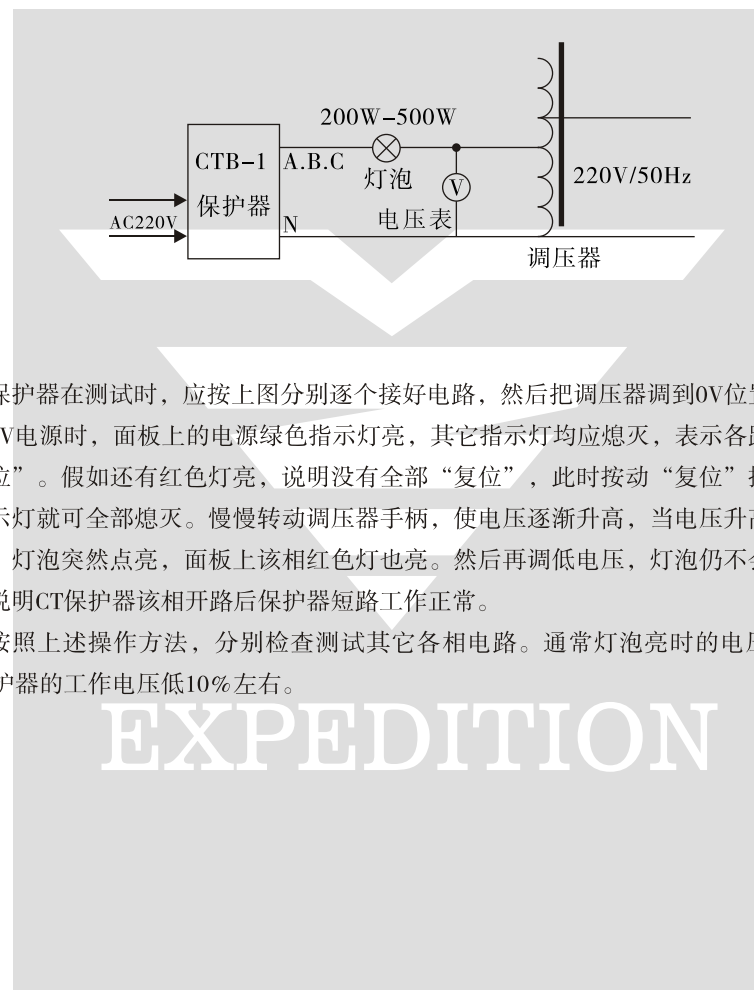 200W-500W
CTB-1
A.B.C
灯泡
V
220V/50Hz
保护器
AC220V
电压表
N
调压器
保护器在测试时，应按上图分别逐个接好电路，然后把调压器调到0V位置
V电源时，面板上的电源绿色指示灯亮，其它指示灯均应熄灭，表示各路
位”。假如还有红色灯亮，说明没有全部“复位”，此时按动“复位”按
示灯就可全部熄灭。慢慢转动调压器手柄，使电压逐渐升高，当电压升高
，灯泡突然点亮，面板上该相红色灯也亮。然后再调低电压，灯泡仍不会
说明CT保护器该相开路后保护器短路工作正常。
按照上述操作方法，分别检查测试其它各相电路。通常灯泡亮时的电压
护器的工作电压低10%左右。
EXPEDITION